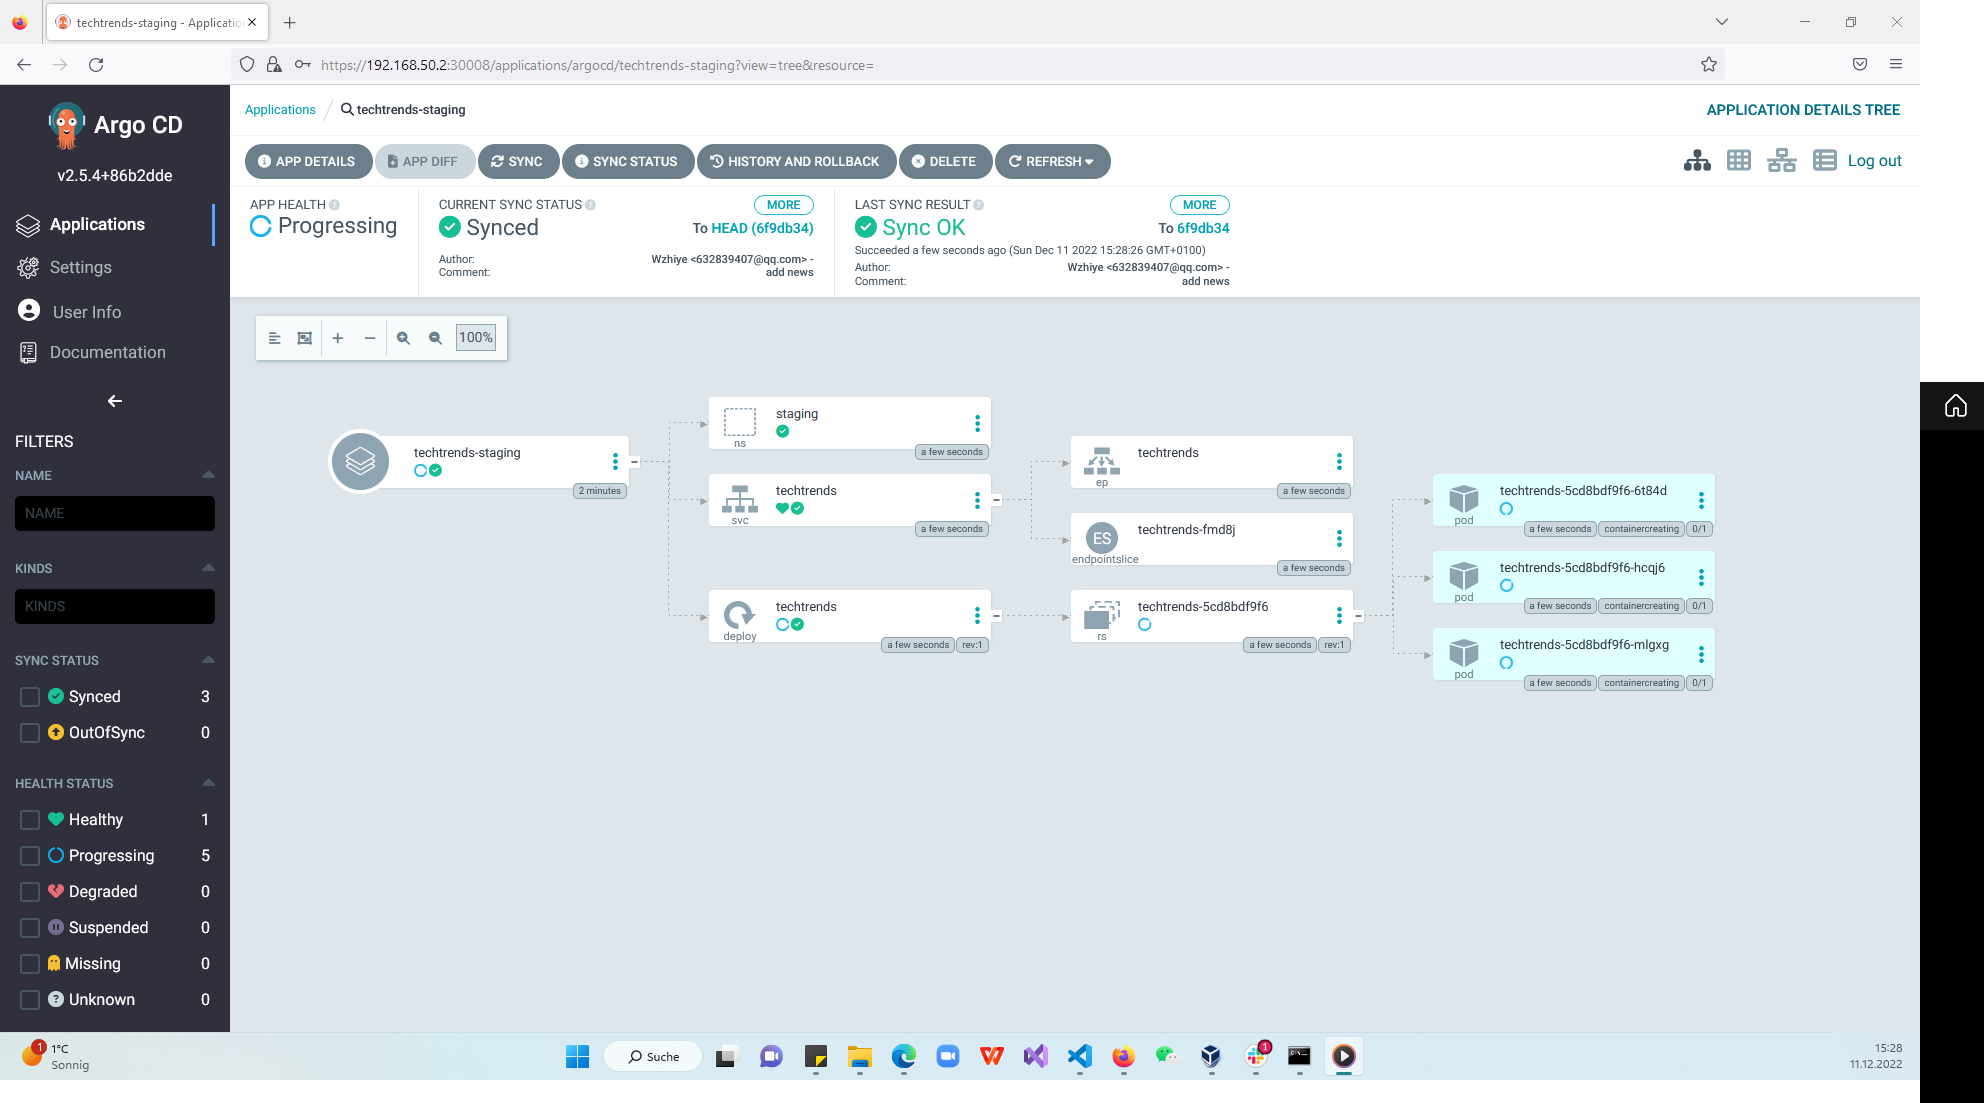 techtrends-staging - Applicatio
https://192.168.50.2:30008/applications/argocd/techtrends-staging?view=tree&resource=
Argo CD
v2.5.4+86b2dde
Applications
Settings
User Info
Documentation
FILTERS
NAME
NAME
KINDS
KINDS
SYNC STATUS
Synced 3
OutOfSync 0
HEALTH STATUS
Healthy 1
Progressing 5
Degraded 0
Suspended 0
Missing 0
Unknown 0
Applications / techtrends-staging
APPLICATION DETAILS TREE
APP DETAILS APP DIFF SYNC SYNC STATUS HISTORY AND ROLLBACK DELETE REFRESH
Log out
APP HEALTH
Progressing
CURRENT SYNC STATUS MORE
Synced To HEAD (6f9db34)
Author: Wzhiye <632839407@qq.com> -
Comment: add news
LAST SYNC RESULT MORE
Sync OK To 6f9db34
Succeeded a few seconds ago (Sun Dec 11 2022 15:28:26 GMT+0100)
Author: Wzhiye <632839407@qq.com> -
Comment: add news
100%
techtrends-staging
2 minutes
staging
ns
a few seconds
techtrends
svc
a few seconds
techtrends
deploy
a few seconds rev:1
techtrends
ep
a few seconds
ES
techtrends-fmd8j
endpointslice
a few seconds
techtrends-5cd8bdf9f6
rs
a few seconds rev:1
techtrends-5cd8bdf9f6-6t84d
pod
a few seconds containercreating 0/1
techtrends-5cd8bdf9f6-hcqj6
pod
a few seconds containercreating 0/1
techtrends-5cd8bdf9f6-mlgxg
pod
a few seconds containercreating 0/1
1
1°C
Sonnig
Suche
1
15:28
11.12.2022